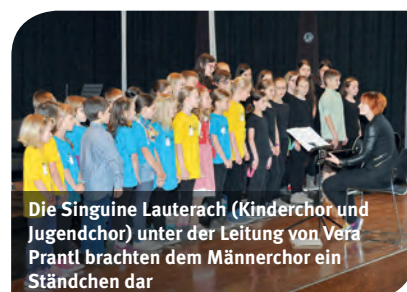 Die Singuine Lauterach (Kinderchor und
Jugendchor) unter der Leitung von Vera
Prantl brachten dem Männerchor ein
Ständchen dar